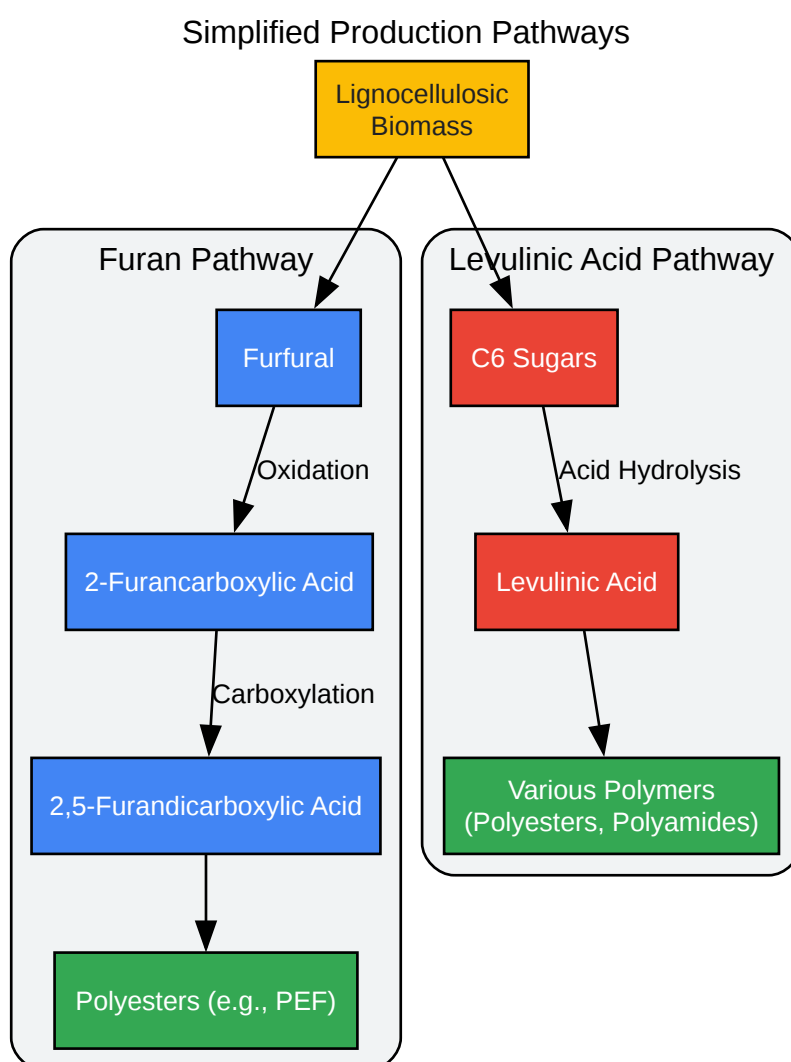 Simplified Production Pathways
Lignocellulosic
Biomass
Furan Pathway
Furfural
Oxidation
2-Furancarboxylic Acid
Carboxylation
2,5-Furandicarboxylic Acid
Polyesters (e.g., PEF)
Levulinic Acid Pathway
C6 Sugars
Acid Hydrolysis
Levulinic Acid
Various Polymers
(Polyesters, Polyamides)